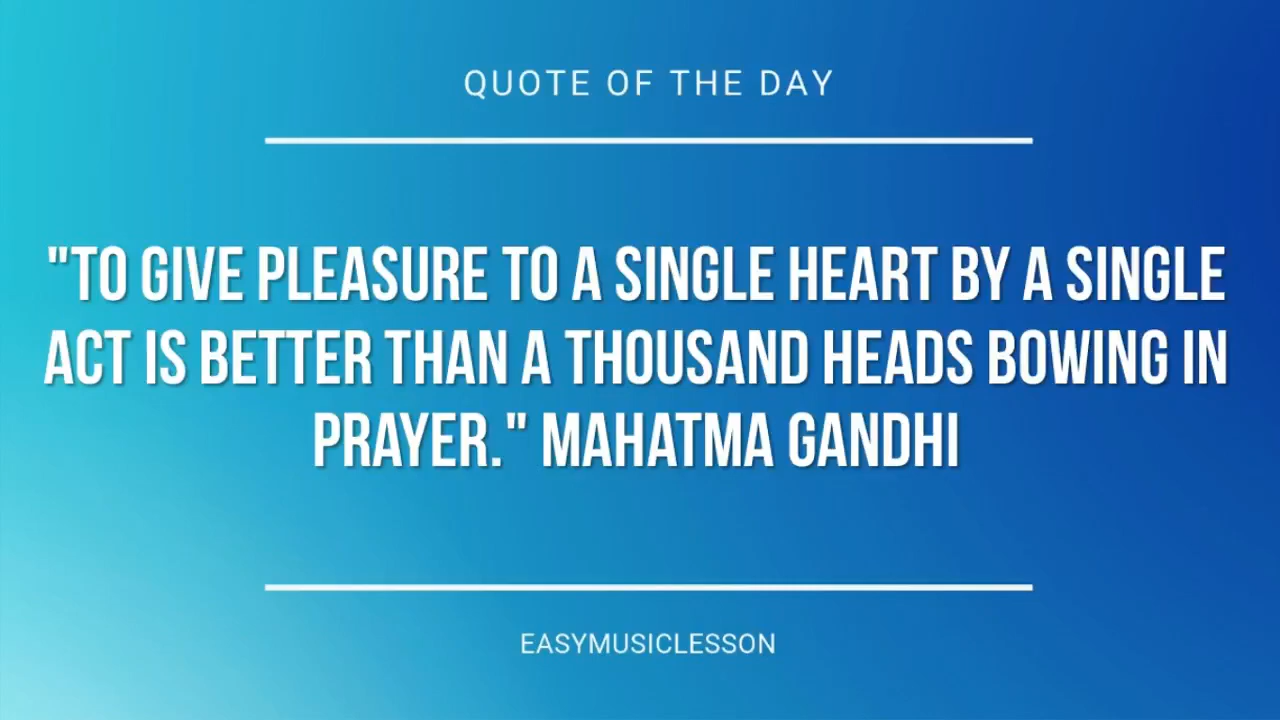 QUOTE OF THE DAY
"TO GIVE PLEASURE TO A SINGLE HEART BY A SINGLE
ACT IS BETTER THAN A THOUSAND HEADS BOWING IN
PRAYER." MAHATMA GANDHI
EASYMUSICLESSON